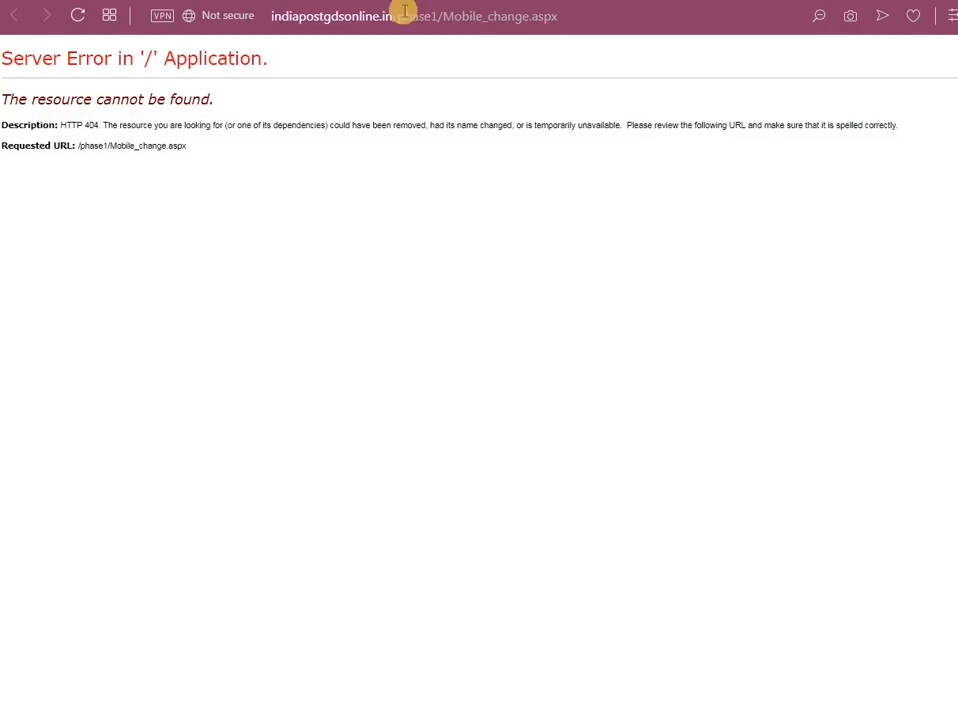 VPN Not secure indiapostgdsonline.in/phase1/Mobile_change.aspx
Server Error in '/' Application.
The resource cannot be found.
Description: HTTP 404. The resource you are looking for (or one of its dependencies) could have been removed, had its name changed, or is temporarily unavailable.  Please review the following URL and make sure that it is spelled correctly.
Requested URL: /phase1/Mobile_change.aspx